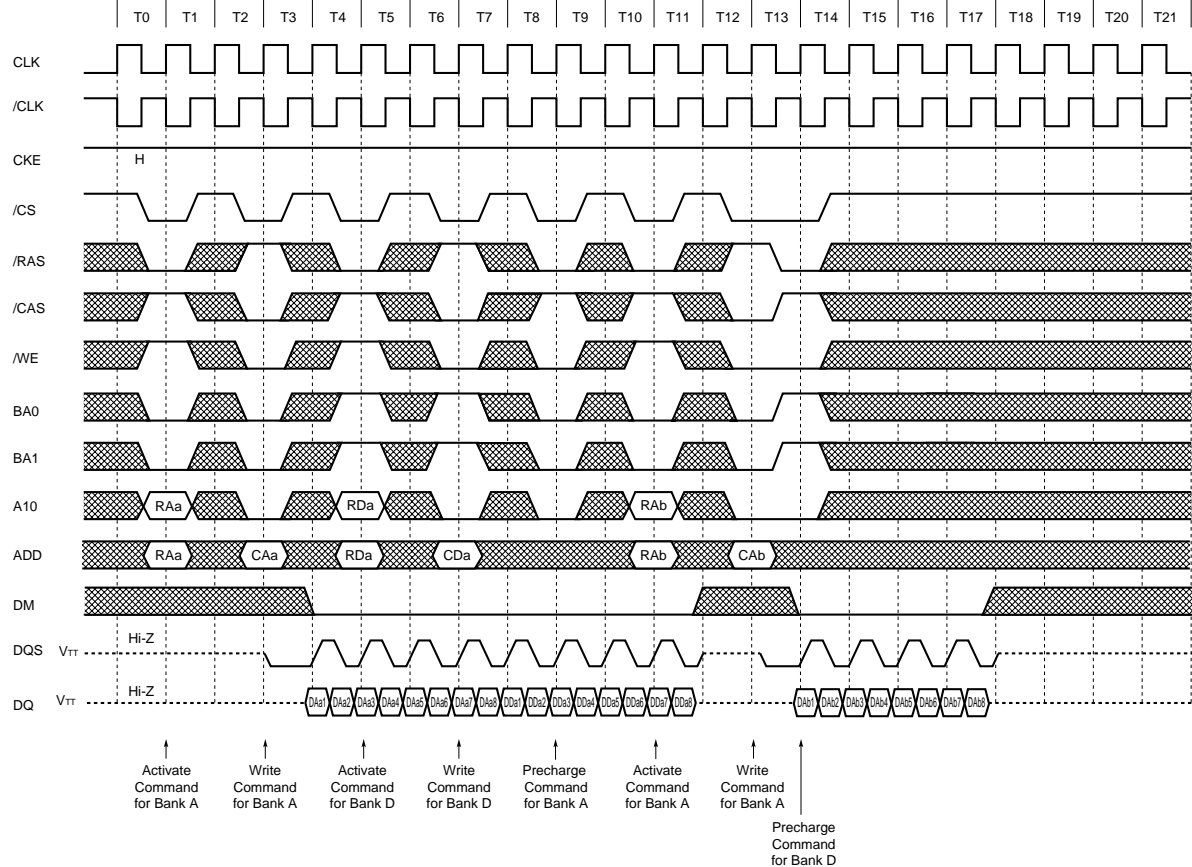 T0 T1 T2 T3 T4 T5 T6 T7 T8 T9 T10 T11 T12 T13 T14 T15 T16 T17 T18 T19 T20 T21
CLK
/CLK
CKE H
/CS
/RAS
/CAS
/WE
BA0
BA1
A10 RAa RDa RAb
ADD RAa CAa RDa CDa RAb CAb
DM
DQS VTT Hi-Z
DQ VTT Hi-Z DAa1 DAa2 DAa3 DAa4 DAa5 DAa6 DAa7 DAa8 DDa1 DDa2 DDa3 DDa4 DDa5 DDa6 DDa7 DDa8 DAb1 DAb2 DAb3 DAb4 DAb5 DAb6 DAb7 DAb8
Activate
Command
for Bank A
Write
Command
for Bank A
Activate
Command
for Bank D
Write
Command
for Bank D
Precharge
Command
for Bank A
Activate
Command
for Bank A
Write
Command
for Bank A
Precharge
Command
for Bank D